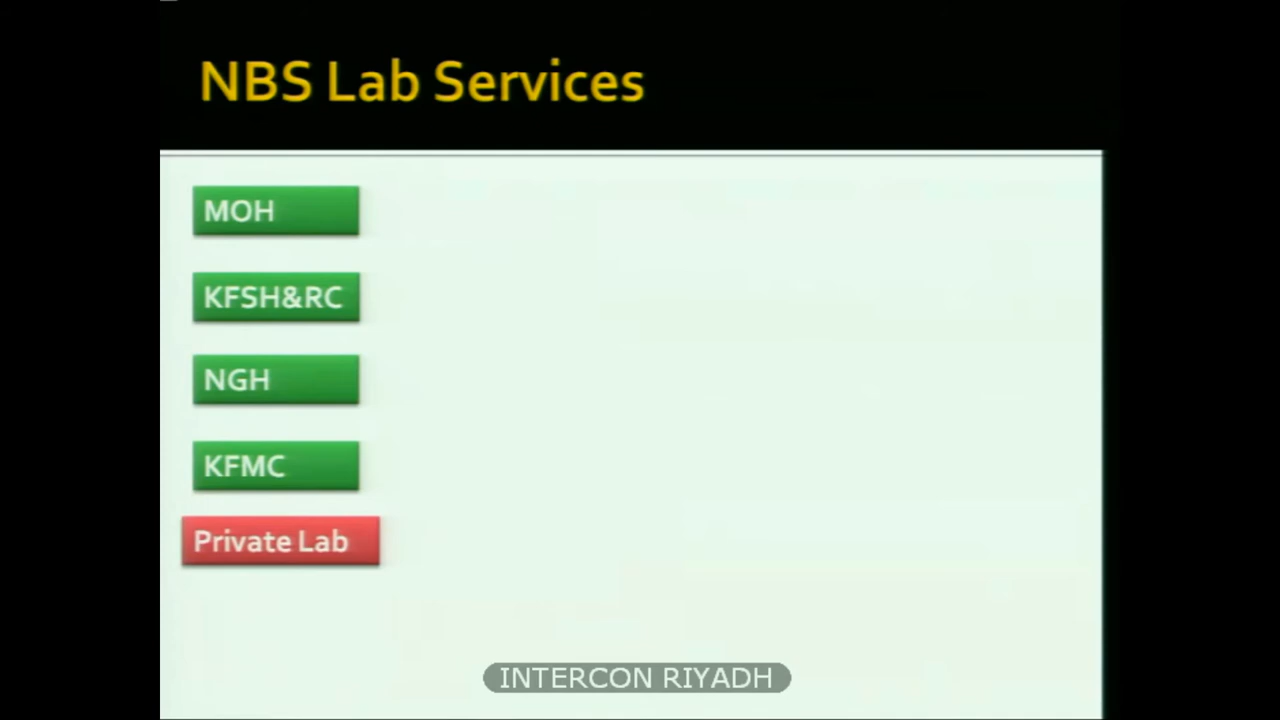 NBS Lab Services
MOH
KFSH&RC
NGH
KFMC
Private Lab
INTERCON RIYADH